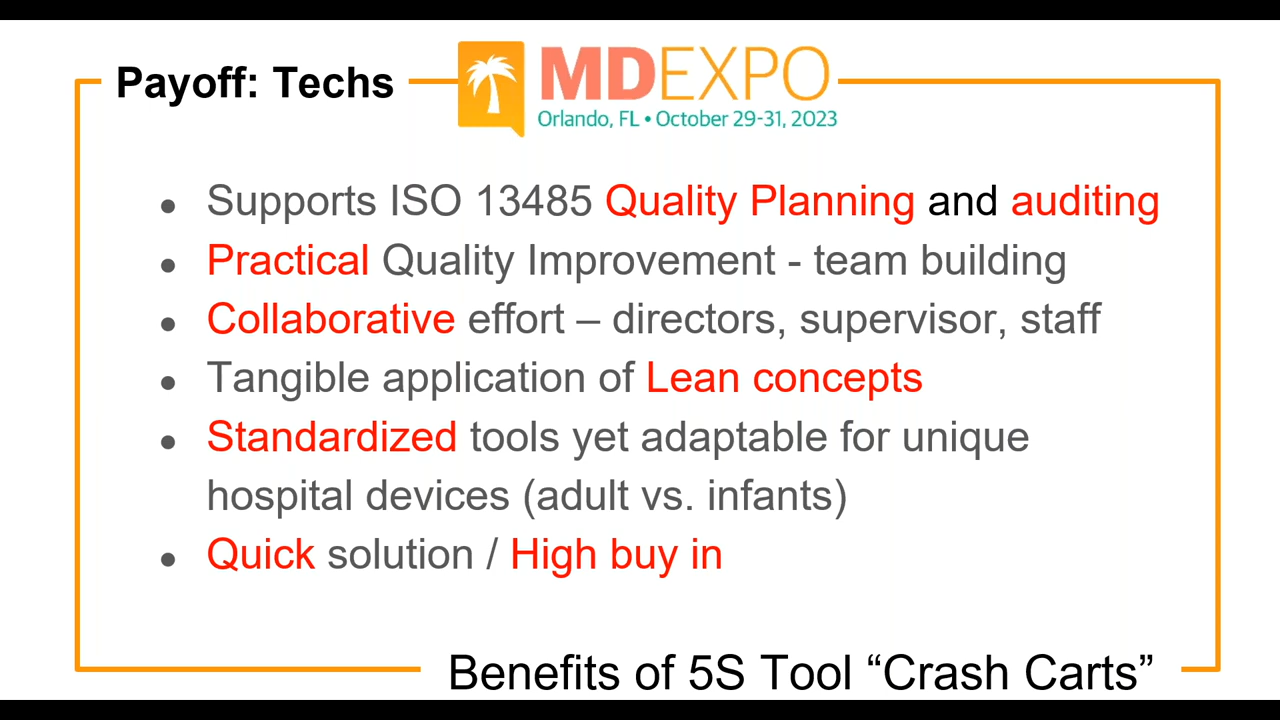 Payoff: Techs
MDEXPO
Orlando, FL • October 29-31, 2023
● Supports ISO 13485 Quality Planning and auditing
● Practical Quality Improvement - team building
● Collaborative effort – directors, supervisor, staff
● Tangible application of Lean concepts
● Standardized tools yet adaptable for unique
hospital devices (adult vs. infants)
● Quick solution / High buy in
Benefits of 5S Tool “Crash Carts”